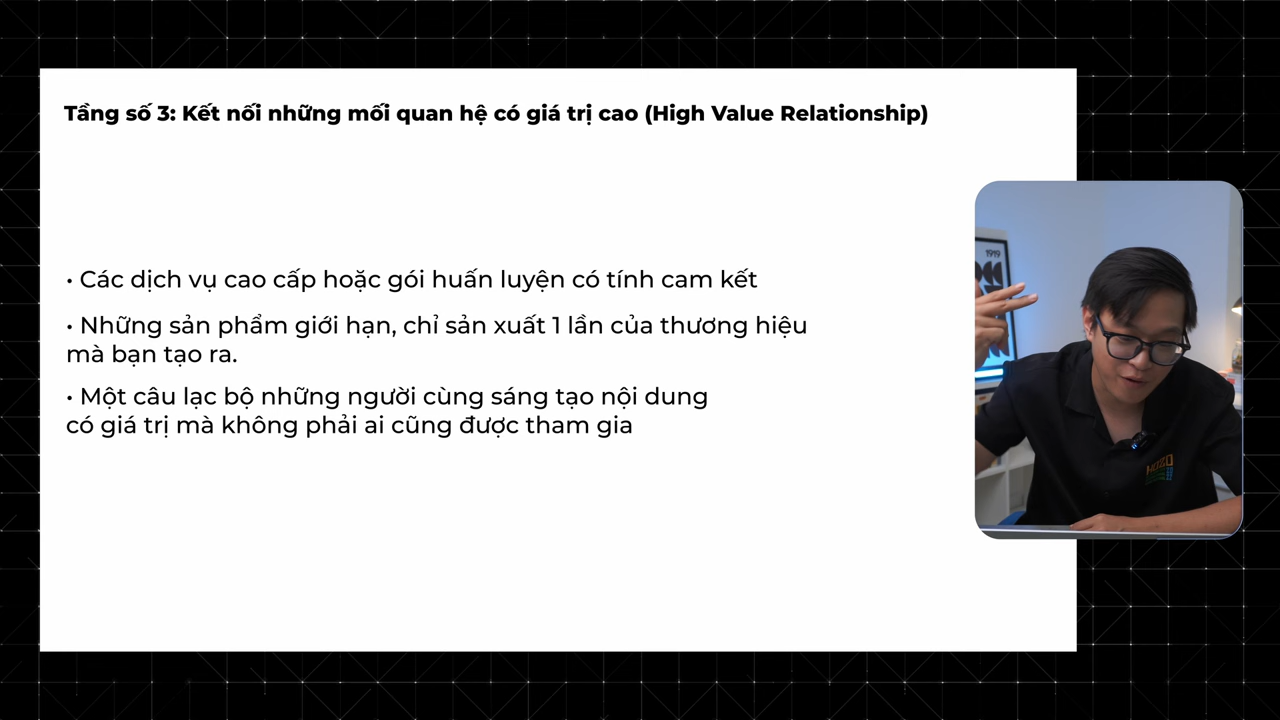 Tầng số 3: Kết nối những mối quan hệ có giá trị cao (High Value Relationship)
• Các dịch vụ cao cấp hoặc gói huấn luyện có tính cam kết
• Những sản phẩm giới hạn, chỉ sản xuất 1 lần của thương hiệu
mà bạn tạo ra.
• Một câu lạc bộ những người cùng sáng tạo nội dung
có giá trị mà không phải ai cũng được tham gia
1919